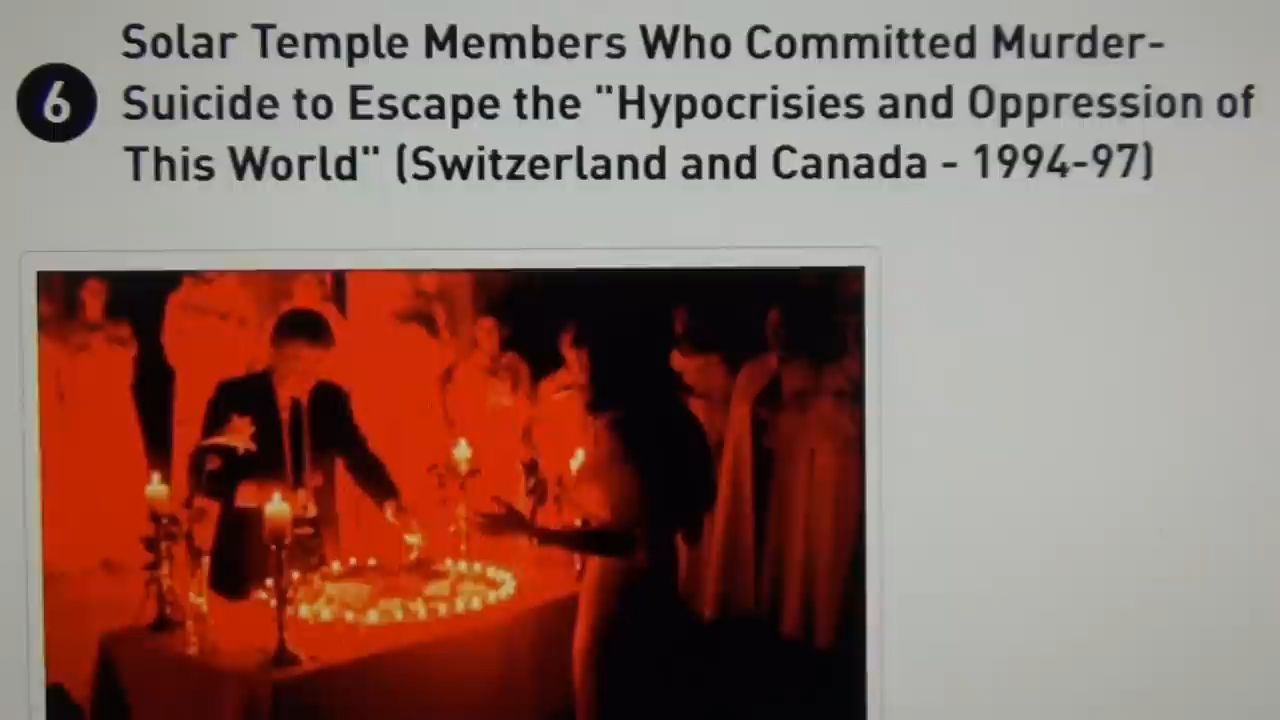 6
Solar Temple Members Who Committed Murder-
Suicide to Escape the "Hypocrisies and Oppression of
This World" (Switzerland and Canada - 1994-97)